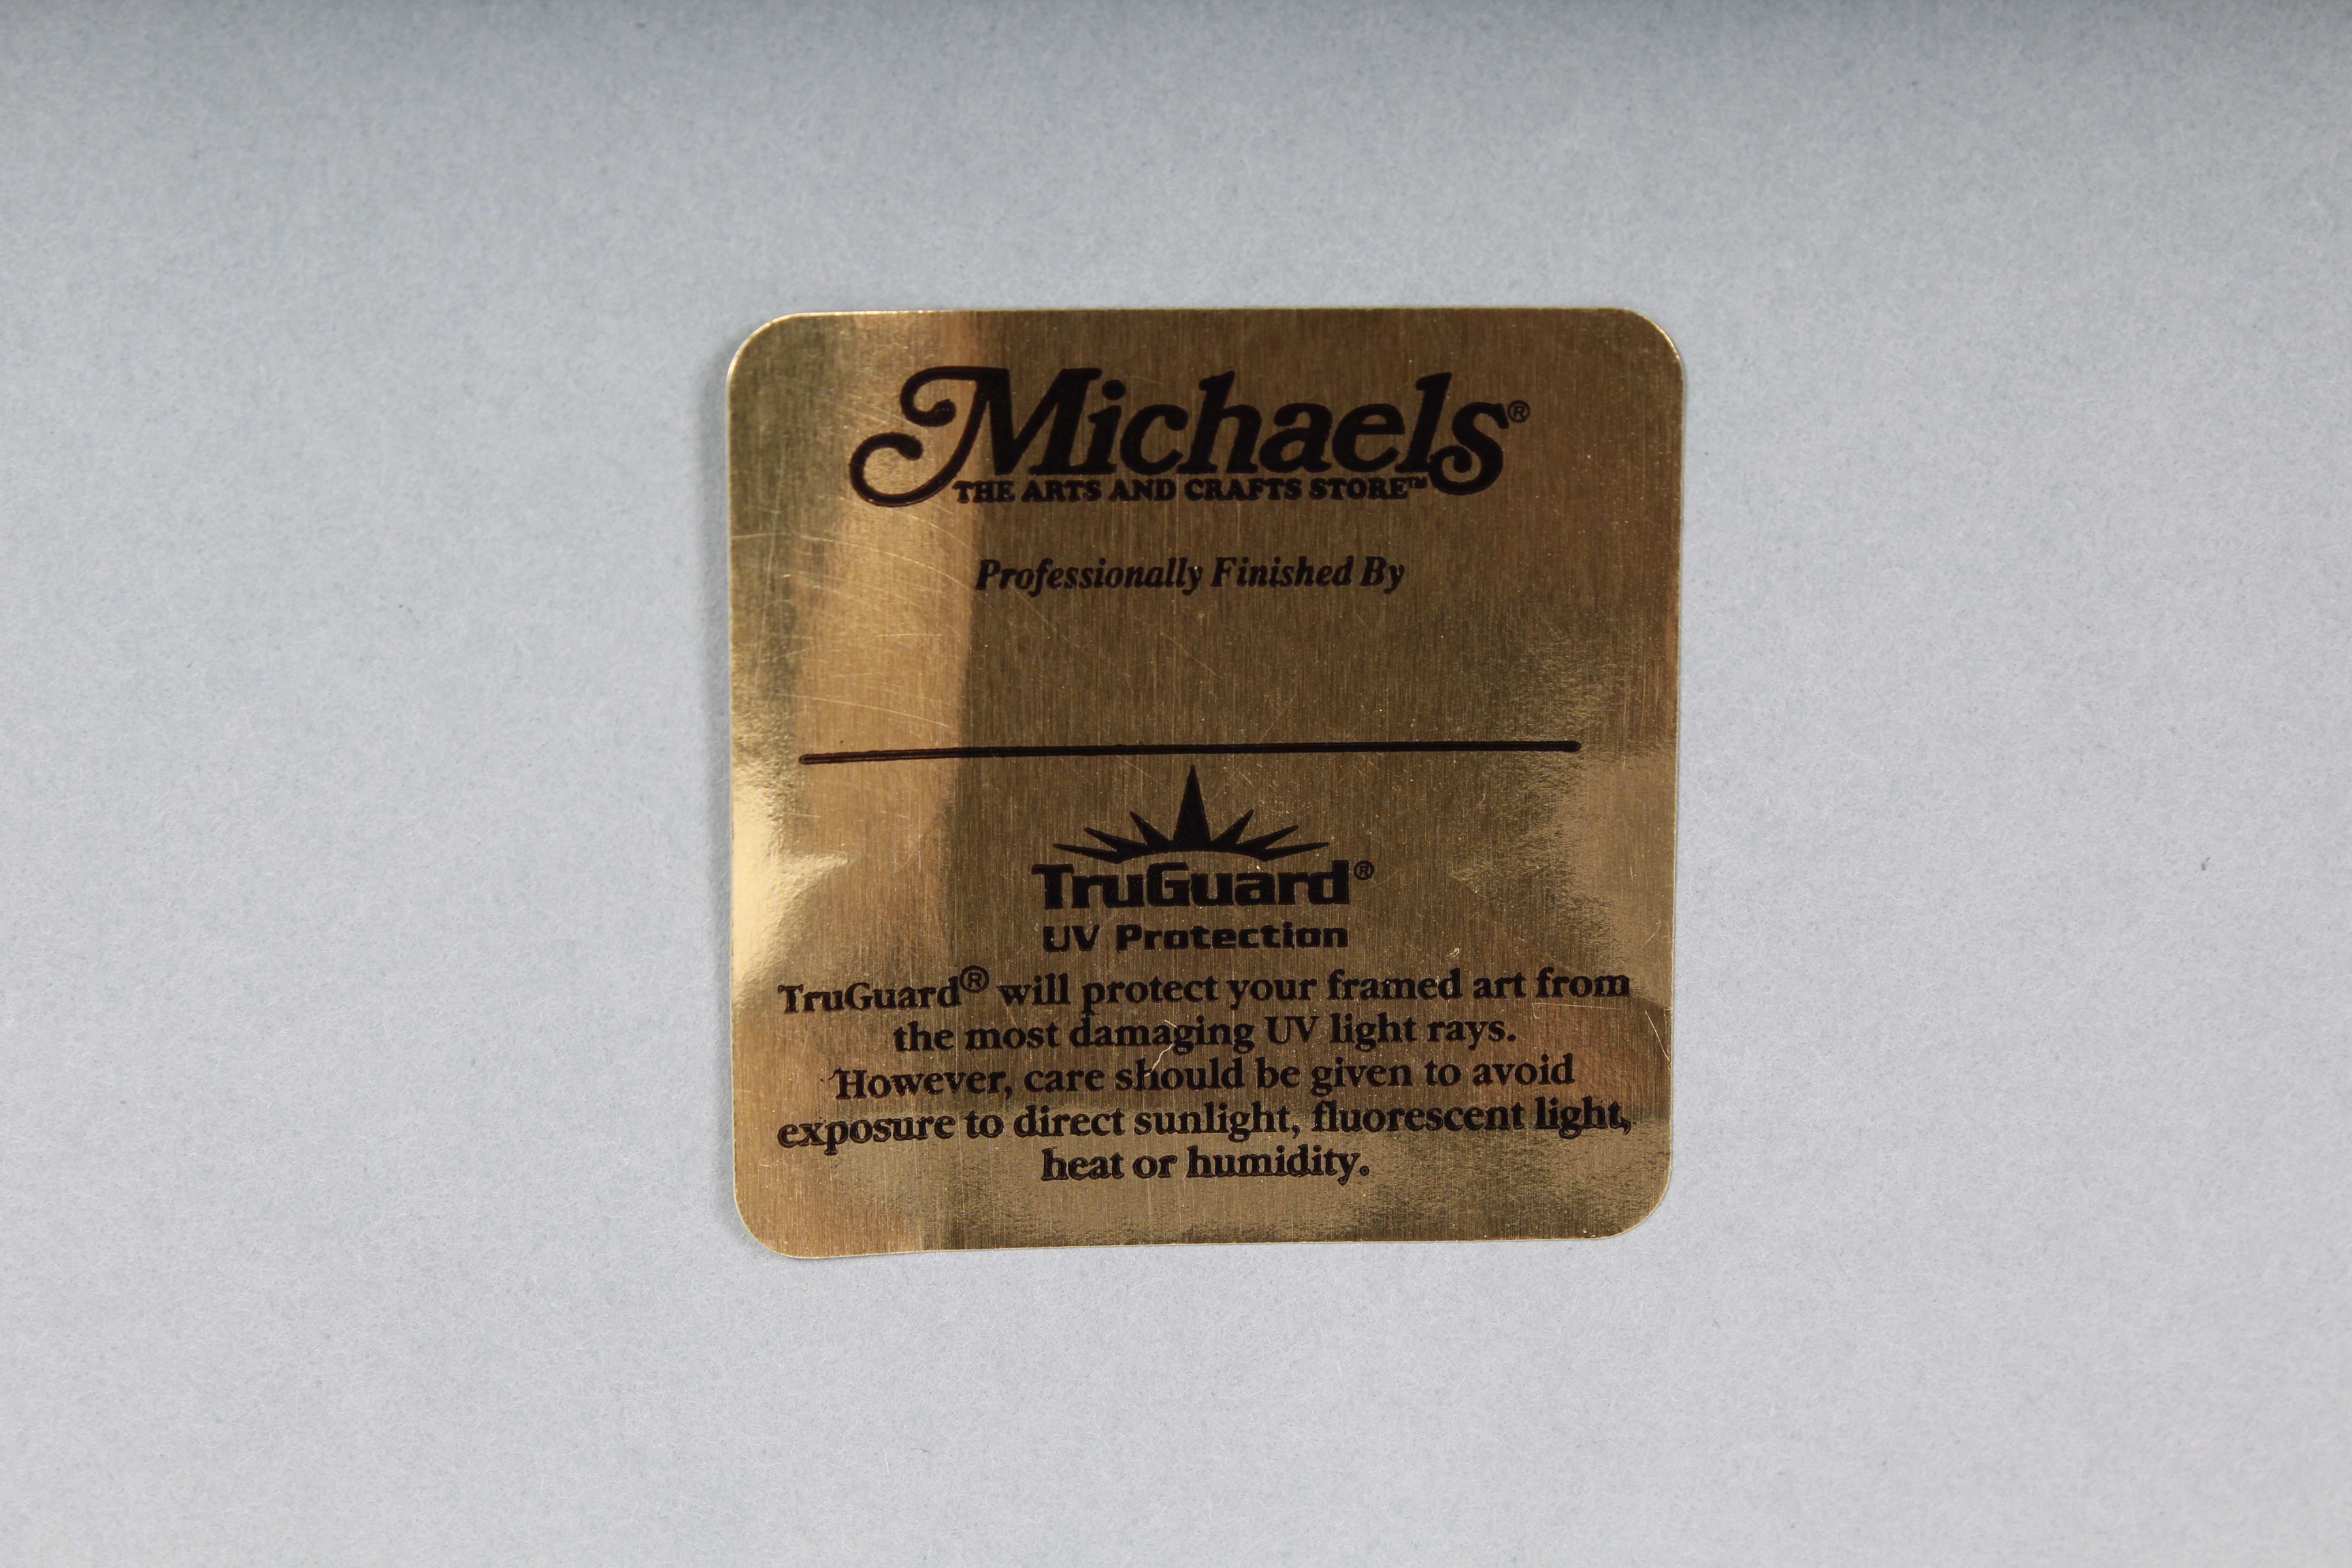 Michaels®
THE ARTS AND CRAFTS STORE™
Professionally Finished By
TruGuard®
UV Protection
TruGuard® will protect your framed art from
the most damaging UV light rays.
However, care should be given to avoid
exposure to direct sunlight, fluorescent light,
heat or humidity.